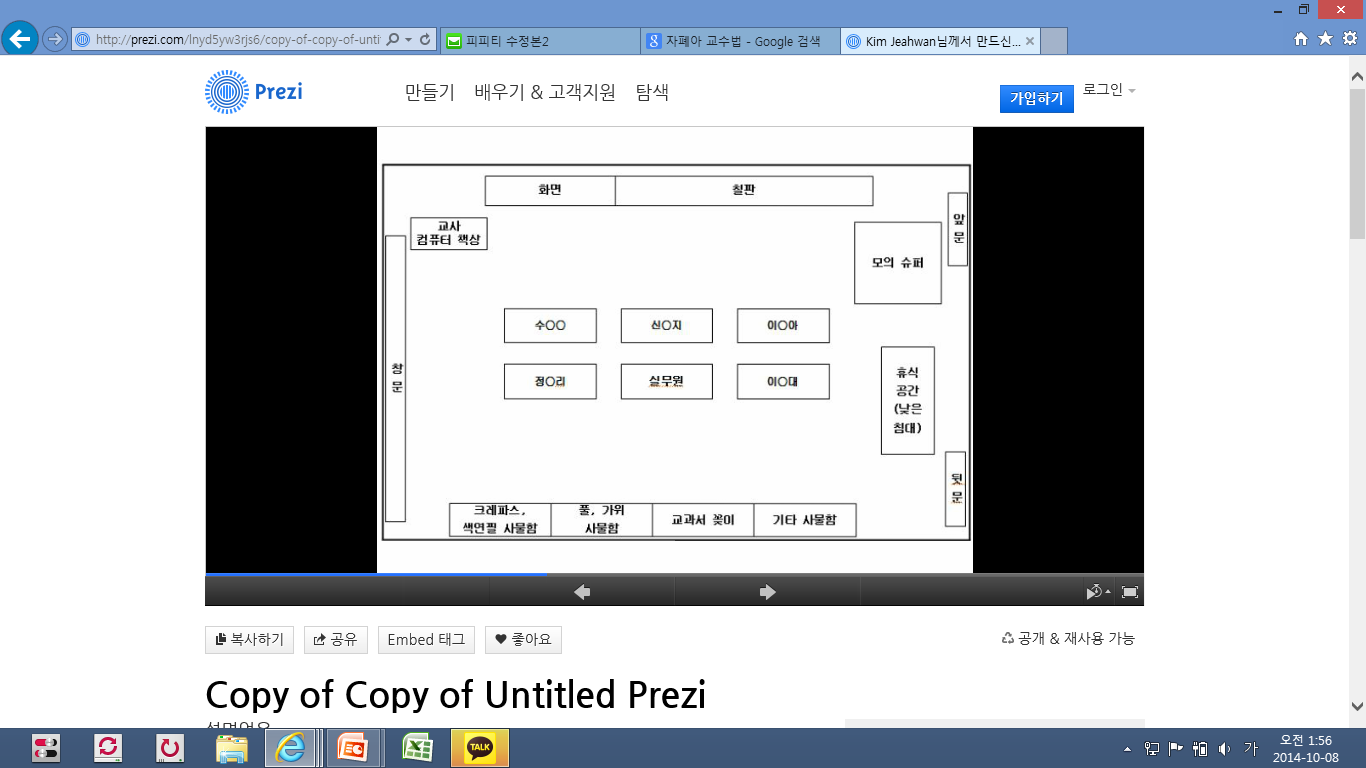 http://prezi.com/lnyd5yw3rjs6/copy-of-copy-of-unti
피피티 수정본2
자폐아 교수법 - Google 검색
Kim Jeahwan님께서 만드신...
Prezi
만들기
배우기 & 고객지원
탐색
가입하기
로그인
화면
칠판
앞
문
교사
컴퓨터 책상
모의 슈퍼
창
문
수○○
신○지
이○아
정○리
실무원
이○대
휴식
공간
(낮은
침대)
뒷
문
크레파스,
색연필 사물함
풀, 가위
사물함
교과서 꽂이
기타 사물함
복사하기
공유
Embed 태그
좋아요
공개 & 재사용 가능
Copy of Copy of Untitled Prezi
TALK
가
오전 1:56
2014-10-08